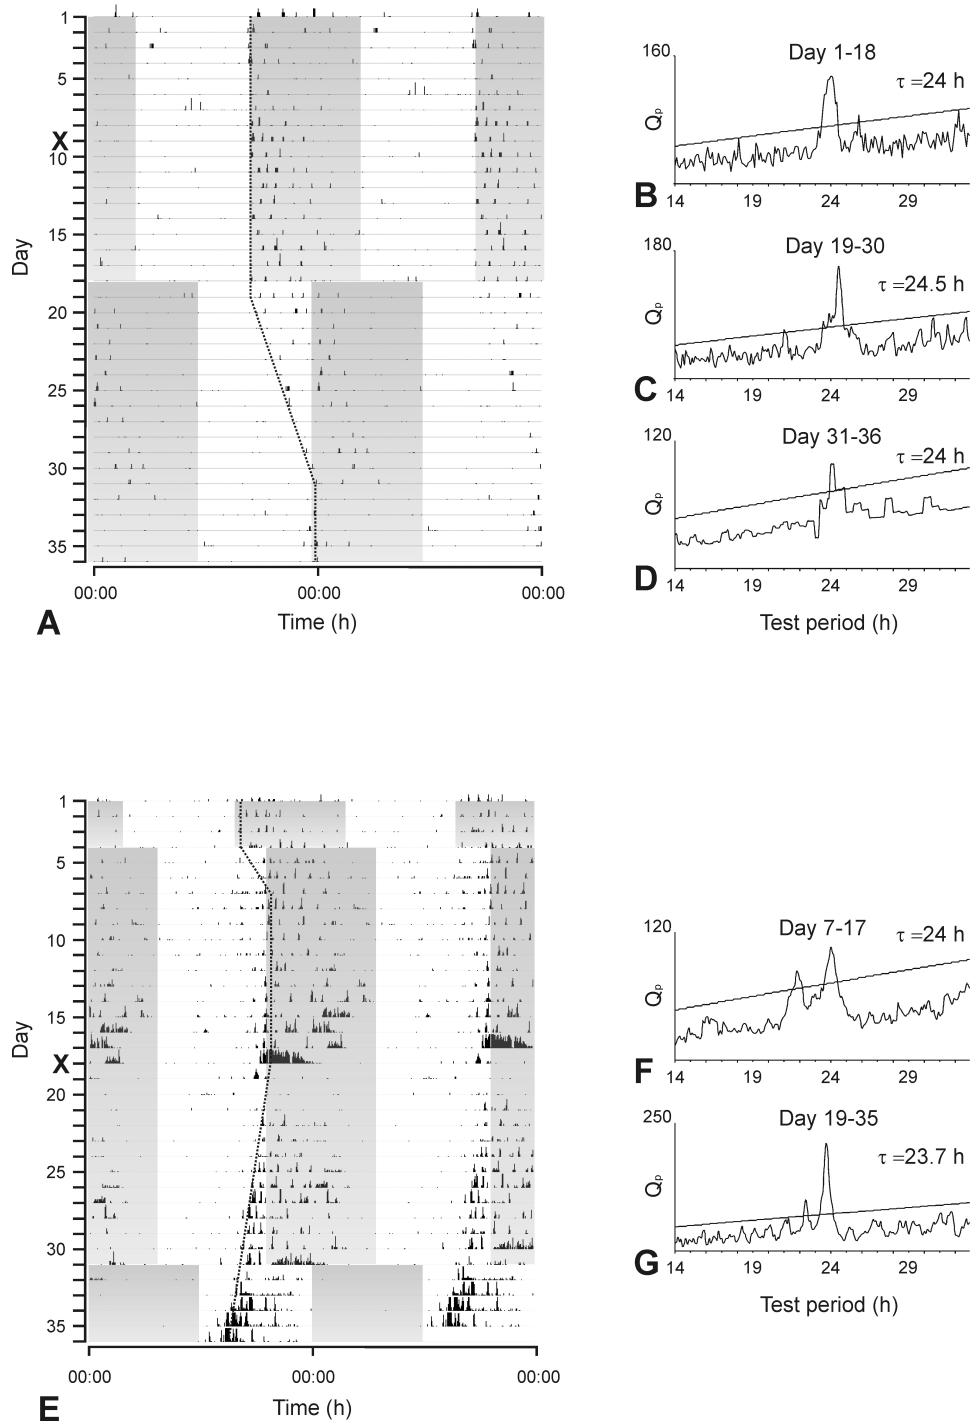 1
5
X
10
15
20
25
30
35
Day
00:00 00:00 00:00
Time (h)
A
160
Day 1-18
τ =24 h
Qp
14 19 24 29
B
180
Day 19-30
τ =24.5 h
Qp
14 19 24 29
C
120
Day 31-36
τ =24 h
Qp
14 19 24 29
D
Test period (h)
1
5
10
15
X
20
25
30
35
Day
00:00 00:00 00:00
Time (h)
E
120
Day 7-17
τ =24 h
Qp
14 19 24 29
F
250
Day 19-35
τ =23.7 h
Qp
14 19 24 29
G
Test period (h)